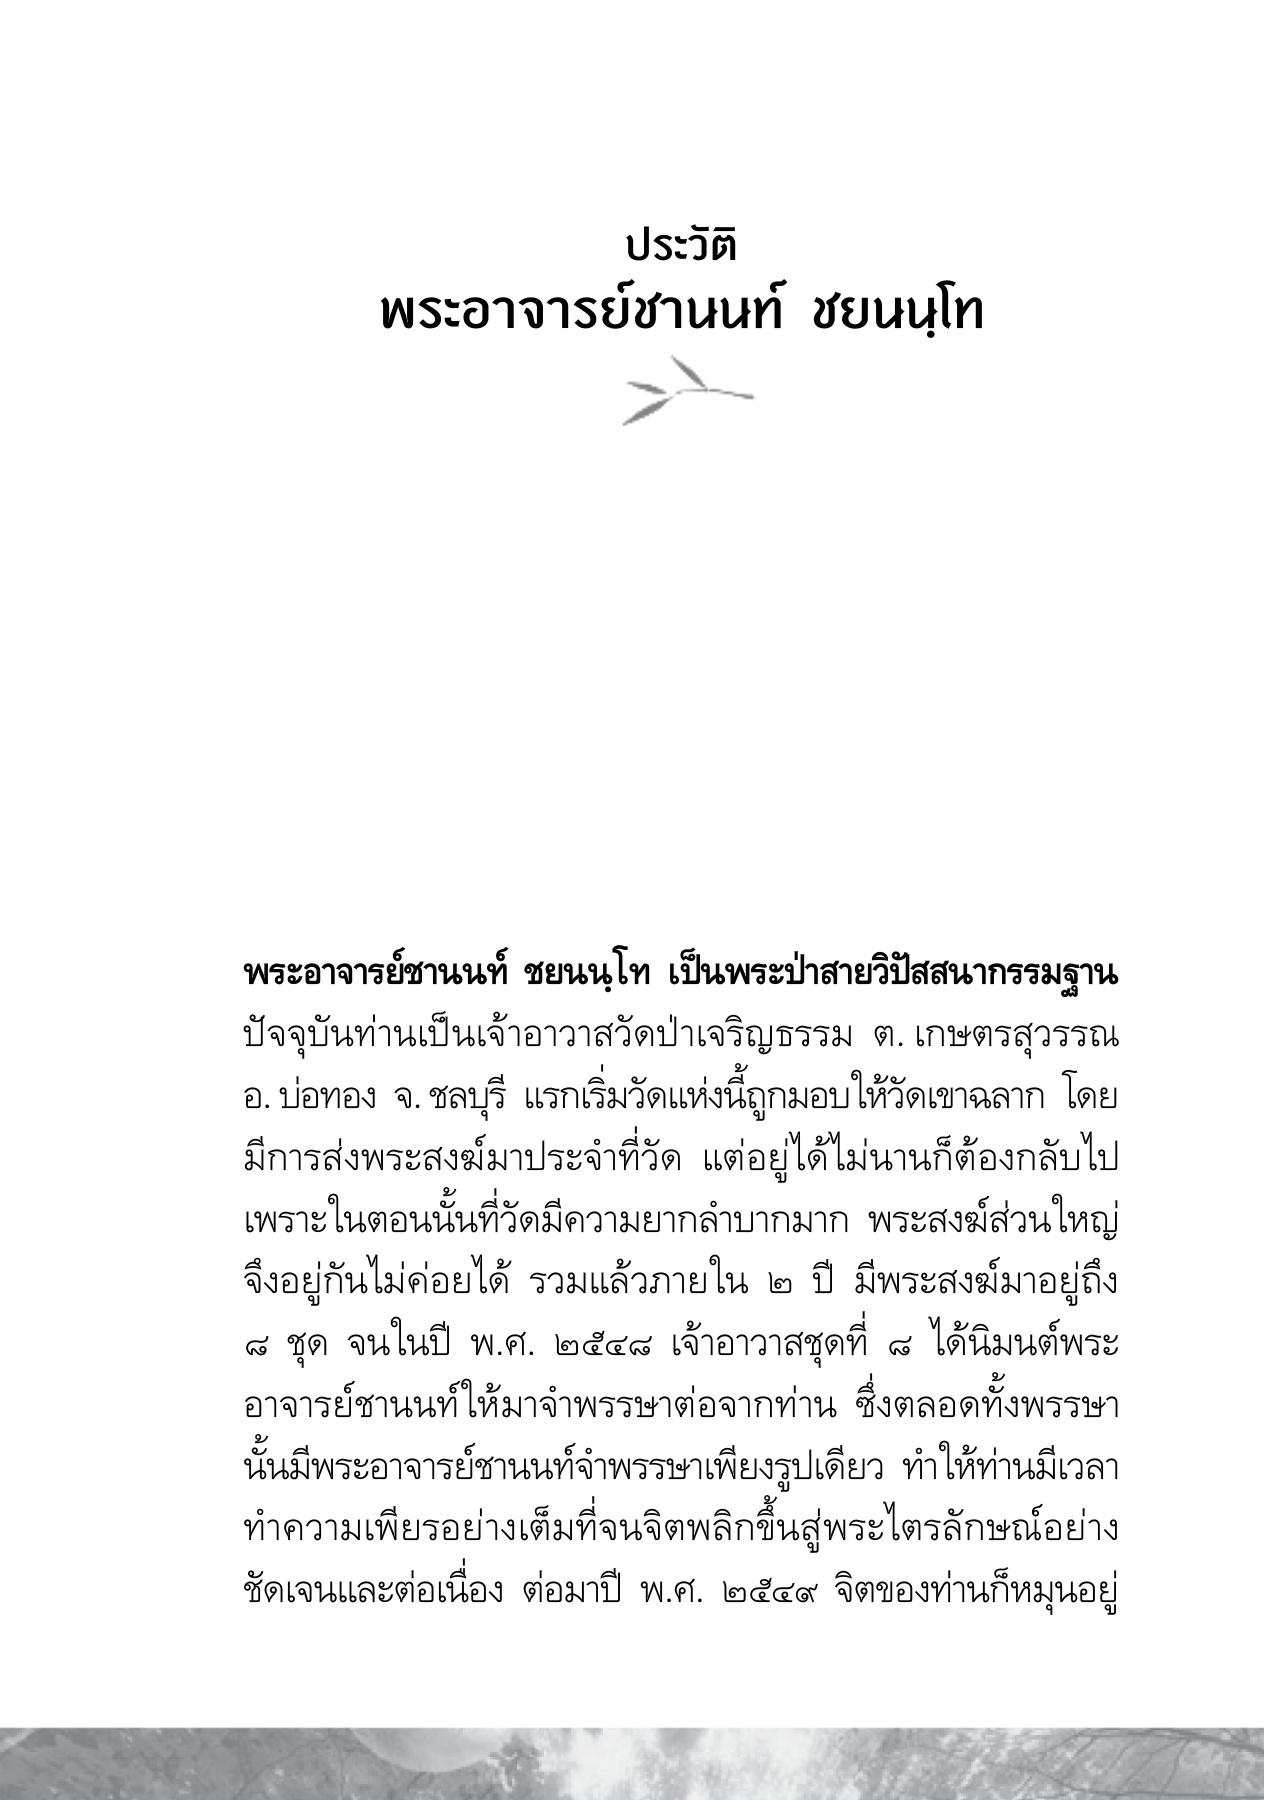 ประวัติ
พระอาจารย์ชานนท์ ชยนนฺโท
พระอาจารย์ชานนท์ ชยนนฺโท เป็นพระป่าสายวิปัสสนากรรมฐาน
ปัจจุบันท่านเป็นเจ้าอาวาสวัดป่าเจริญธรรม ต. เกษตรสุวรรณ
อ. บ่อทอง จ. ชลบุรี แรกเริ่มวัดแห่งนี้ถูกมอบให้วัดเขาฉลาก โดย
มีการส่งพระสงฆ์มาประจำที่วัด แต่อยู่ได้ไม่นานก็ต้องกลับไป
เพราะในตอนนั้นที่วัดมีความยากลำบากมาก พระสงฆ์ส่วนใหญ่
จึงอยู่กันไม่ค่อยได้ รวมแล้วภายใน ๒ ปี มีพระสงฆ์มาอยู่ถึง
๘ ชุด จนในปี พ.ศ. ๒๕๔๘ เจ้าอาวาสชุดที่ ๘ ได้นิมนต์พระ
อาจารย์ชานนท์ให้มาจำพรรษาต่อจากท่าน ซึ่งตลอดทั้งพรรษา
นั้นมีพระอาจารย์ชานนท์จำพรรษาเพียงรูปเดียว ทำให้ท่านมีเวลา
ทำความเพียรอย่างเต็มที่จนจิตพลิกขึ้นสู่พระไตรลักษณ์อย่าง
ชัดเจนและต่อเนื่อง ต่อมาปี พ.ศ. ๒๕๔๙ จิตของท่านก็หมุนอยู่